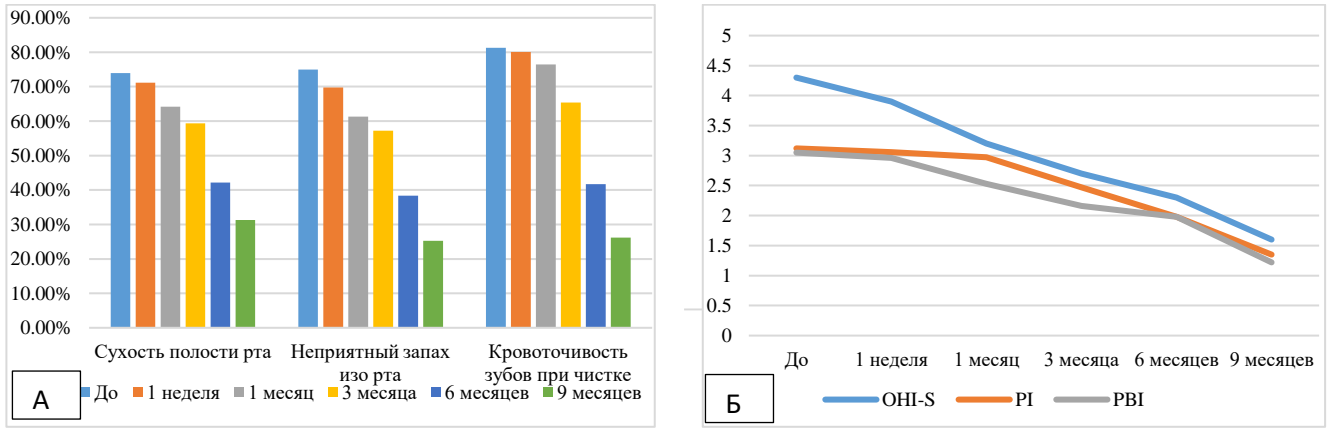 90.00%
80.00%
70.00%
60.00%
50.00%
40.00%
30.00%
20.00%
10.00%
0.00%
Сухость полости рта
Неприятный запах
изо рта
Кровоточивость
зубов при чистке
А
До 1 неделя 1 месяц 3 месяца 6 месяцев 9 месяцев
5
4.5
4
3.5
3
2.5
2
1.5
1
0.5
0
До 1 неделя 1 месяц 3 месяца 6 месяцев 9 месяцев
Б
OHI-S PI PBI